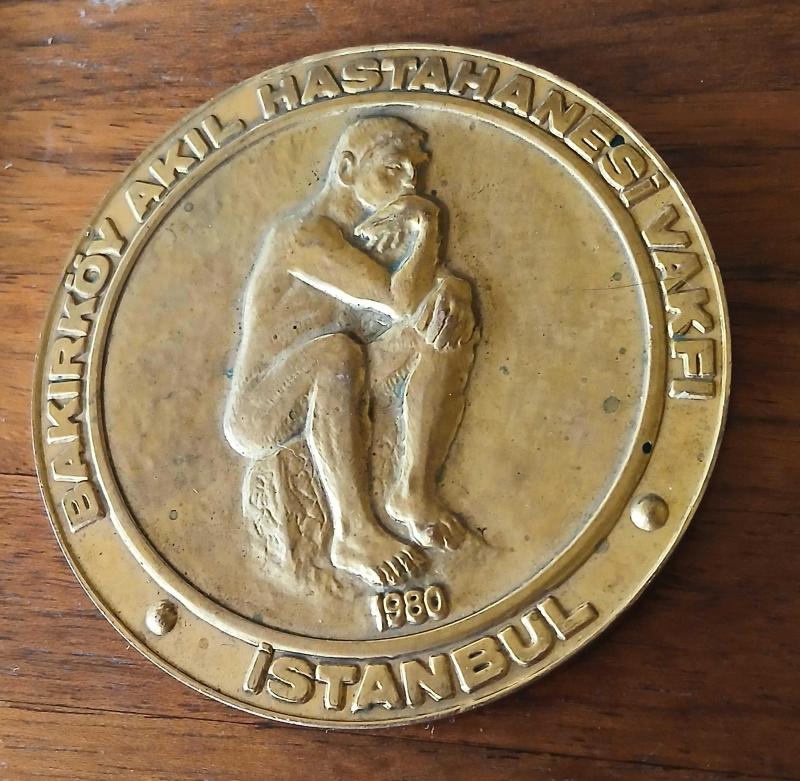 BAKIRKÖY AKIL HASTAHANESİ VAKFI
1980
İSTANBUL